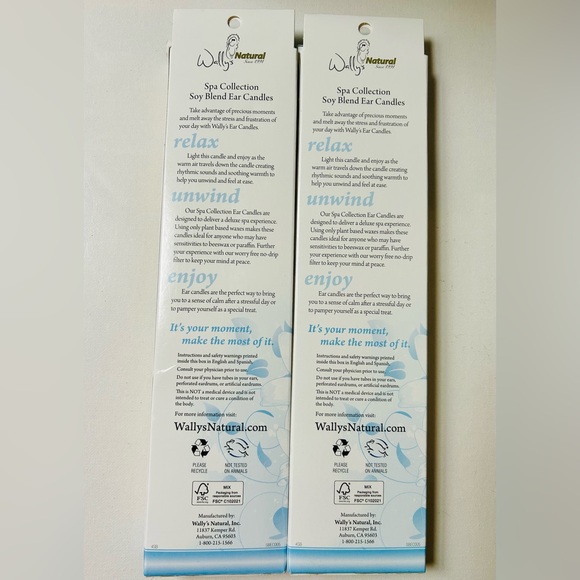 Wally's Natural
Since 1991
Spa Collection
Soy Blend Ear Candles
Take advantage of precious moments
and melt away the stress and frustration of
your day with Wally's Ear Candles.
relax
Light this candle and enjoy as the
warm air travels down the candle creating
rhythmic sounds and soothing warmth to
help you unwind and feel at ease.
unwind
Our Spa Collection Ear Candles are
designed to deliver a deluxe spa experience.
Using only plant based waxes makes these
candles ideal for anyone who may have
sensitivities to beeswax or paraffin. Further
your experience with our worry free no-drip
filter to keep your mind at peace.
enjoy
Ear candles are the perfect way to bring
you to a sense of calm after a stressful day or
to pamper yourself as a special treat.
It's your moment,
make the most of it.
Instructions and safety warnings printed
inside this box in English and Spanish.
Consult your physician prior to use.
Do not use if you have tubes in your ears,
perforated eardrums, or artificial eardrums.
This is NOT a medical device and is not
intended to treat or cure a condition of
the body.
For more information visit:
WallysNatural.com
PLEASE
RECYCLE
NOT TESTED
ON ANIMALS
FSC
MIX
Packaging from
responsible sources
FSC® C102021
Manufactured by:
Wally's Natural, Inc.
11837 Kemper Rd.
Auburn, CA 95603
1-800-215-1566
Wally's Natural
Since 1991
Spa Collection
Soy Blend Ear Candles
Take advantage of precious moments
and melt away the stress and frustration of
your day with Wally's Ear Candles.
relax
Light this candle and enjoy as the
warm air travels down the candle creating
rhythmic sounds and soothing warmth to
help you unwind and feel at ease.
unwind
Our Spa Collection Ear Candles are
designed to deliver a deluxe spa experience.
Using only plant based waxes makes these
candles ideal for anyone who may have
sensitivities to beeswax or paraffin. Further
your experience with our worry free no-drip
filter to keep your mind at peace.
enjoy
Ear candles are the perfect way to bring
you to a sense of calm after a stressful day or
to pamper yourself as a special treat.
It's your moment,
make the most of it.
Instructions and safety warnings printed
inside this box in English and Spanish.
Consult your physician prior to use.
Do not use if you have tubes in your ears,
perforated eardrums, or artificial eardrums.
This is NOT a medical device and is not
intended to treat or cure a condition of
the body.
For more information visit:
WallysNatural.com
PLEASE
RECYCLE
NOT TESTED
ON ANIMALS
FSC
MIX
Packaging from
responsible sources
FSC® C102021
Manufactured by:
Wally's Natural, Inc.
11837 Kemper Rd.
Auburn, CA 95603
1-800-215-1566